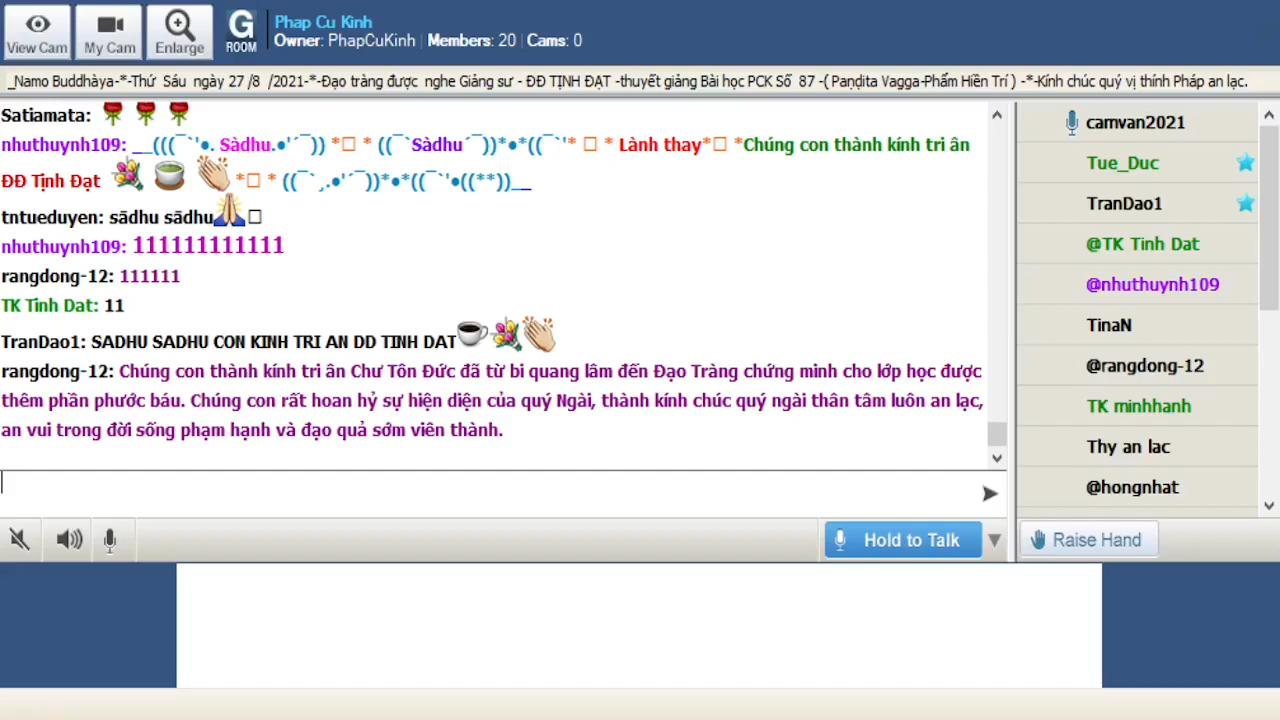 View Cam
My Cam
Enlarge
G
ROOM
Phap Cu Kinh
Owner: PhapCuKinh | Members: 20 | Cams: 0
_Namo Buddhàya-*-Thứ Sáu ngày 27 /8 /2021-*-Đạo tràng được nghe Giảng sư - ĐĐ TỊNH ĐẠT -thuyết giảng Bài học PCK Số 87 -( Paṇḍita Vagga-Phẩm Hiền Trí ) -*-Kính chúc quý vị thính Pháp an lạc.
Satiamata:
nhuthuynh109: __(((¯`'•. Sàdhu.•'´¯)) *□ * ((¯`Sàdhu´¯))*•*((¯`'* □ * Lành thay*□ *Chúng con thành kính tri ân
ĐĐ Tịnh Đạt *□ * ((¯`¸.•'´¯))*•*((¯`'•((**))__
tntueduyen: sādhu sādhu □
nhuthuynh109: 111111111111
rangdong-12: 111111
TK Tinh Dat: 11
TranDao1: SADHU SADHU CON KINH TRI AN DD TINH DAT
rangdong-12: Chúng con thành kính tri ân Chư Tôn Đức đã từ bi quang lâm đến Đạo Tràng chứng minh cho lớp học được
thêm phần phước báu. Chúng con rất hoan hỷ sự hiện diện của quý Ngài, thành kính chúc quý ngài thân tâm luôn an lạc,
an vui trong đời sống phạm hạnh và đạo quả sớm viên thành.
Hold to Talk
camvan2021
Tue_Duc
TranDao1
@TK Tinh Dat
@nhuthuynh109
TinaN
@rangdong-12
TK minhhanh
Thy an lac
@hongnhat
Raise Hand